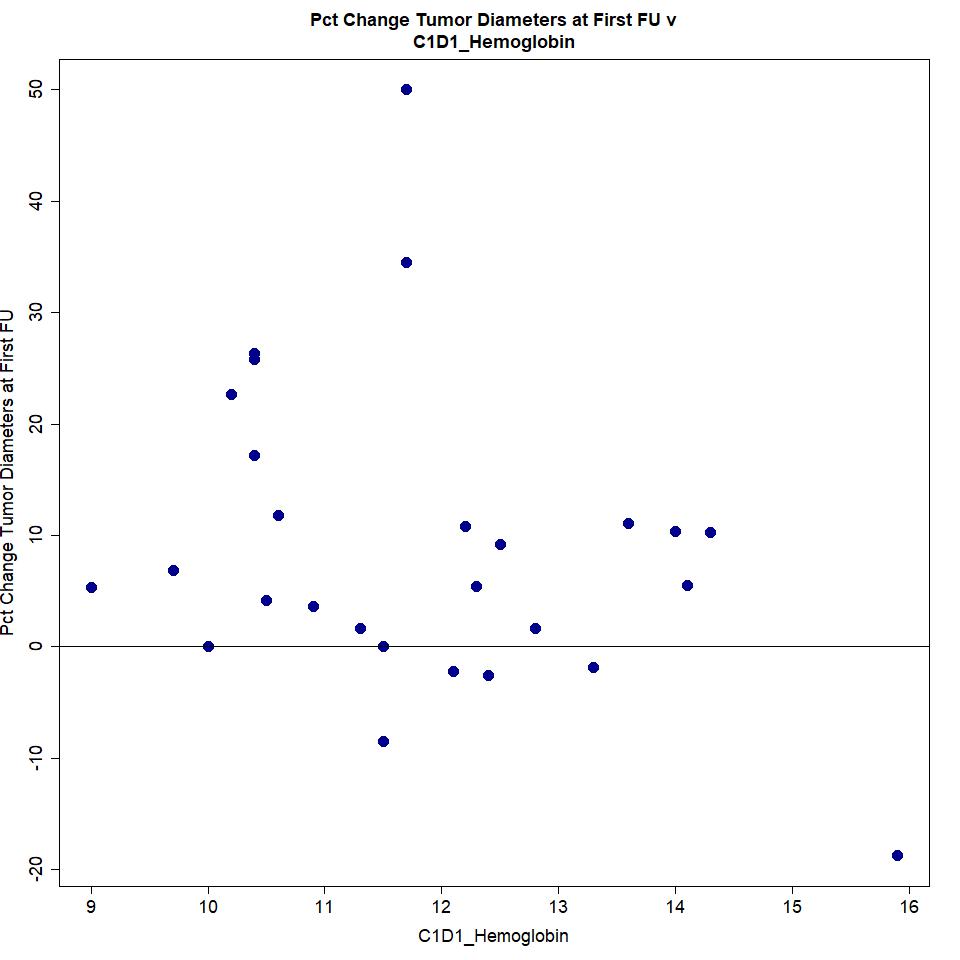 Pct Change Tumor Diameters at First FU v
C1D1_Hemoglobin
Pct Change Tumor Diameters at First FU
50
40
30
20
10
0
-10
-20
9 10 11 12 13 14 15 16
C1D1_Hemoglobin